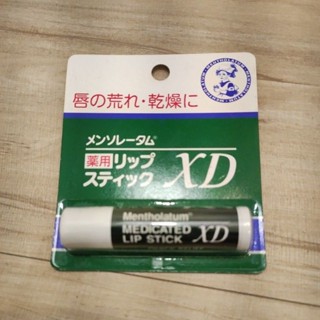 MENTHOLATUM
唇の荒れ・乾燥に
メンソレータム®
薬用リップ
スティック XD
Mentholatum®
MEDICATED
LIP STICK XD